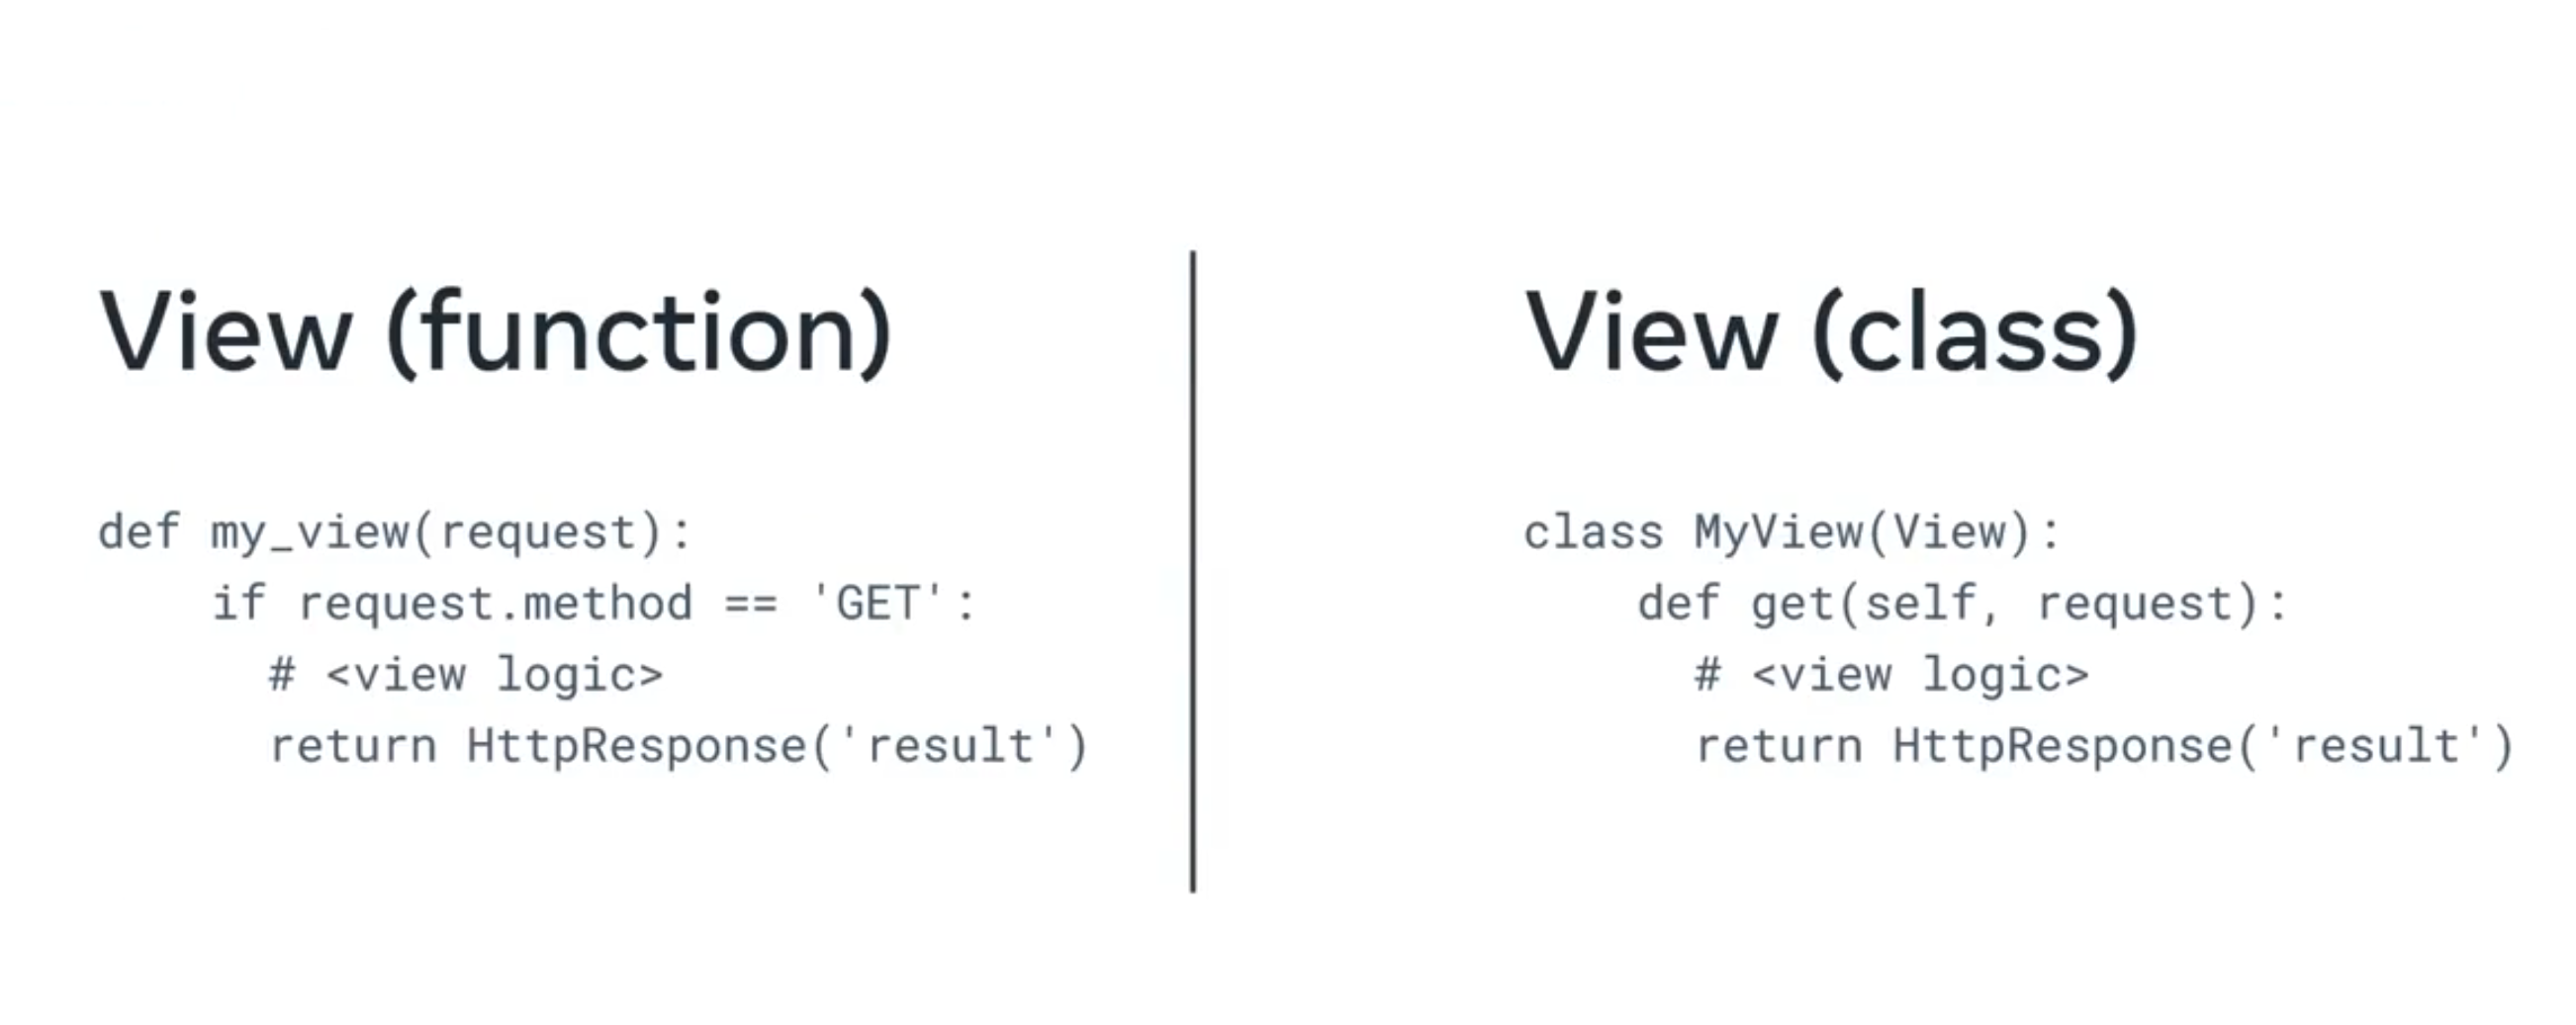 View (function)
def my_view(request):
    if request.method == 'GET':
      # <view logic>
      return HttpResponse('result')
View (class)
class MyView(View):
    def get(self, request):
      # <view logic>
      return HttpResponse('result')